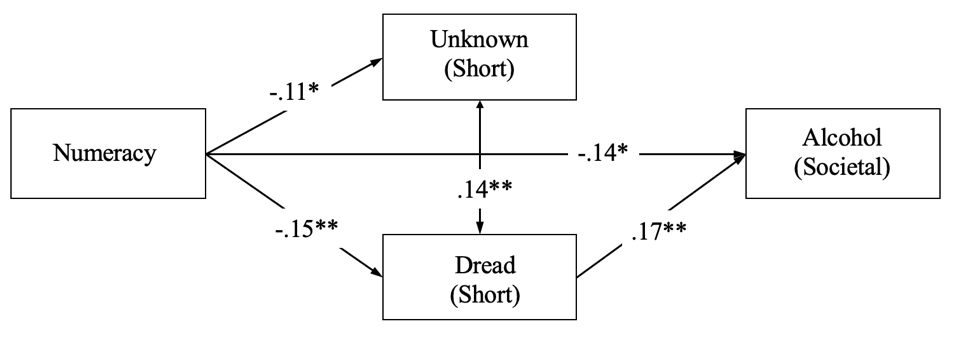 Unknown
(Short)
-.11*
Numeracy
-.14*
Alcohol
(Societal)
.14**
-.15**
.17**
Dread
(Short)